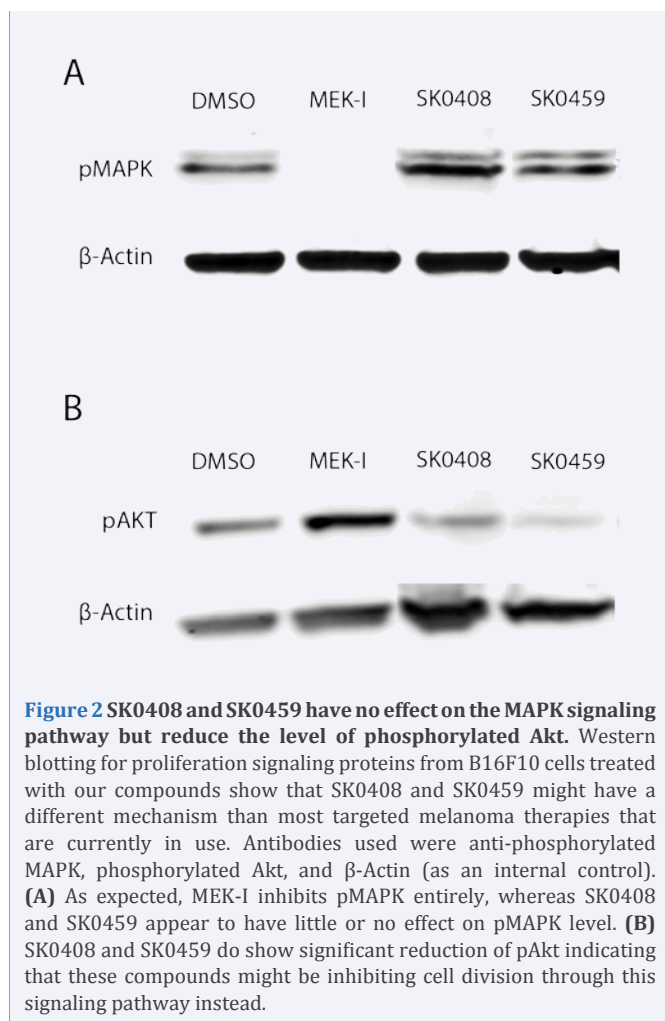 A
DMSO MEK-I SK0408 SK0459
pMAPK
β-Actin
B
DMSO MEK-I SK0408 SK0459
pAKT
β-Actin
Figure 2 SK0408 and SK0459 have no effect on the MAPK signaling
pathway but reduce the level of phosphorylated Akt. Western
blotting for proliferation signaling proteins from B16F10 cells treated
with our compounds show that SK0408 and SK0459 might have a
different mechanism than most targeted melanoma therapies that
are currently in use. Antibodies used were anti-phosphorylated
MAPK, phosphorylated Akt, and β-Actin (as an internal control).
(A) As expected, MEK-I inhibits pMAPK entirely, whereas SK0408
and SK0459 appear to have little or no effect on pMAPK level. (B)
SK0408 and SK0459 do show significant reduction of pAkt indicating
that these compounds might be inhibiting cell division through this
signaling pathway instead.